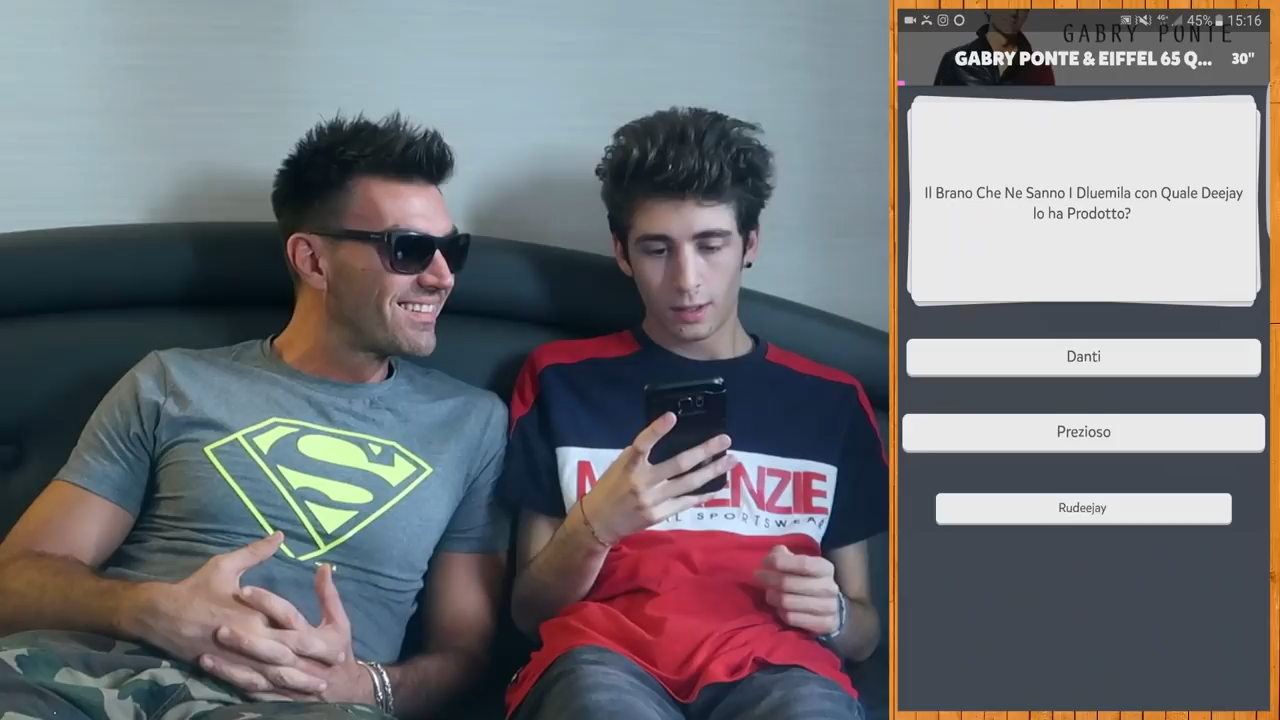 45% 15:16
GABRY PONTE
GABRY PONTE & EIFFEL 65 Q... 30"
Il Brano Che Ne Sanno I Dluemila con Quale Deejay
lo ha Prodotto?
Danti
Prezioso
Rudeejay
S